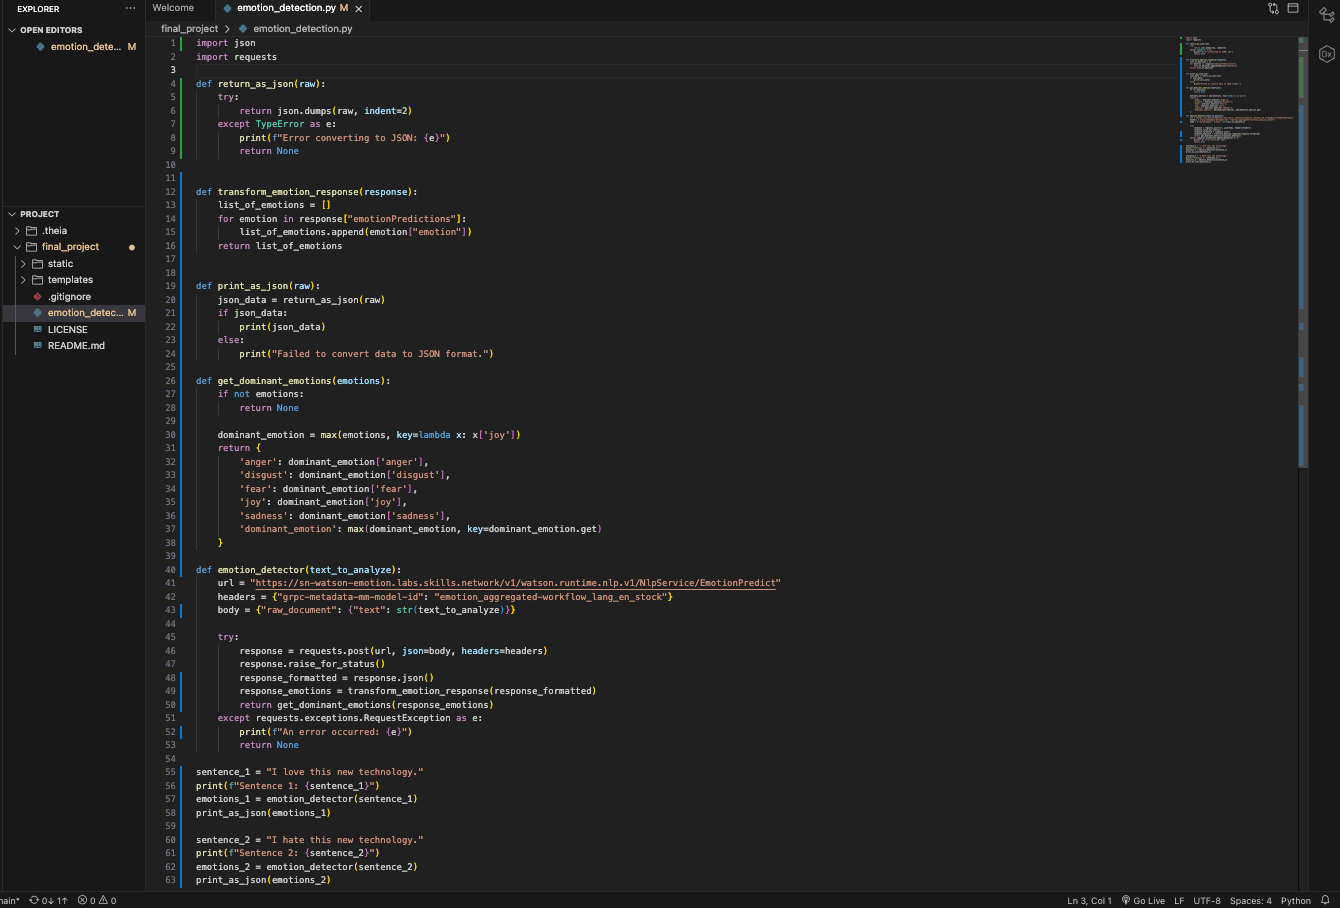 EXPLORER
OPEN EDITORS
emotion_dete... M
PROJECT
.theia
final_project
static
templates
.gitignore
emotion_detec... M
LICENSE
README.md
Welcome
emotion_detection.py M
final_project > emotion_detection.py
1 import json
2 import requests
3
4 def return_as_json(raw):
5     try:
6         return json.dumps(raw, indent=2)
7     except TypeError as e:
8         print(f"Error converting to JSON: {e}")
9         return None
10
11
12 def transform_emotion_response(response):
13     list_of_emotions = []
14     for emotion in response["emotionPredictions"]:
15         list_of_emotions.append(emotion["emotion"])
16     return list_of_emotions
17
18
19 def print_as_json(raw):
20     json_data = return_as_json(raw)
21     if json_data:
22         print(json_data)
23     else:
24         print("Failed to convert data to JSON format.")
25
26 def get_dominant_emotions(emotions):
27     if not emotions:
28         return None
29
30     dominant_emotion = max(emotions, key=lambda x: x['joy'])
31     return {
32         'anger': dominant_emotion['anger'],
33         'disgust': dominant_emotion['disgust'],
34         'fear': dominant_emotion['fear'],
35         'joy': dominant_emotion['joy'],
36         'sadness': dominant_emotion['sadness'],
37         'dominant_emotion': max(dominant_emotion, key=dominant_emotion.get)
38     }
39
40 def emotion_detector(text_to_analyze):
41     url = "https://sn-watson-emotion.labs.skills.network/v1/watson.runtime.nlp.v1/NlpService/EmotionPredict"
42     headers = {"grpc-metadata-mm-model-id": "emotion_aggregated-workflow_lang_en_stock"}
43     body = {"raw_document": {"text": str(text_to_analyze)}}
44
45     try:
46         response = requests.post(url, json=body, headers=headers)
47         response.raise_for_status()
48         response_formatted = response.json()
49         response_emotions = transform_emotion_response(response_formatted)
50         return get_dominant_emotions(response_emotions)
51     except requests.exceptions.RequestException as e:
52         print(f"An error occurred: {e}")
53         return None
54
55 sentence_1 = "I love this new technology."
56 print(f"Sentence 1: {sentence_1}")
57 emotions_1 = emotion_detector(sentence_1)
58 print_as_json(emotions_1)
59
60 sentence_2 = "I hate this new technology."
61 print(f"Sentence 2: {sentence_2}")
62 emotions_2 = emotion_detector(sentence_2)
63 print_as_json(emotions_2)
0↓ 1↑ 0 0 Ln 3, Col 1 Go Live LF UTF-8 Spaces: 4 Python